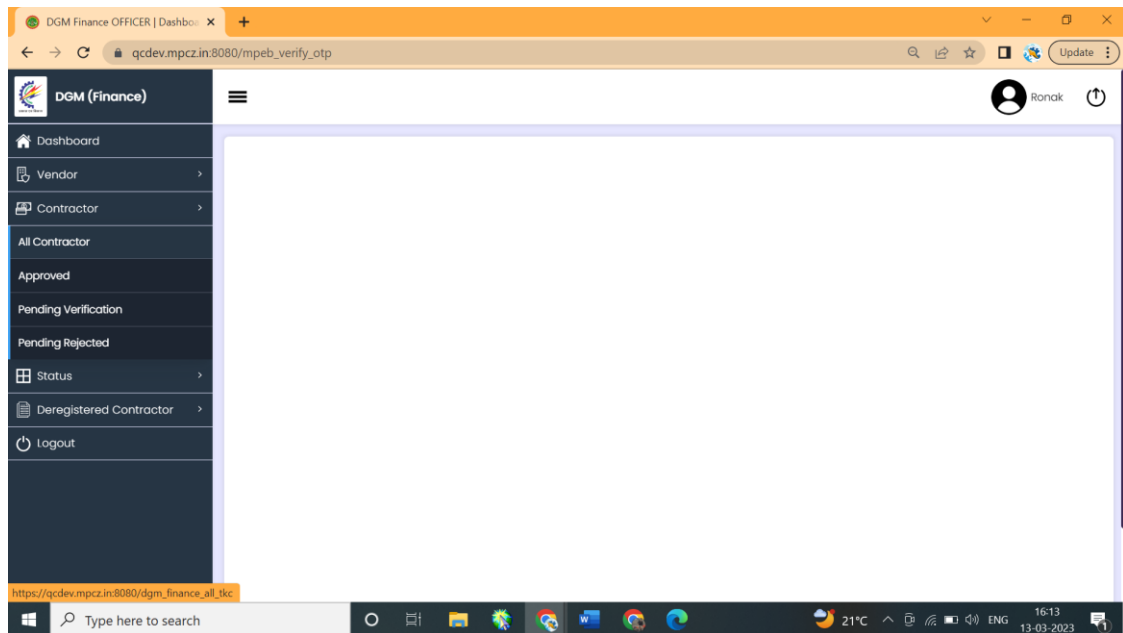 DGM Finance OFFICER | Dashboa
qcdev.mpcz.in:8080/mpeb_verify_otp
Update
DGM (Finance)
Ronak
Dashboard
Vendor
Contractor
All Contractor
Approved
Pending Verification
Pending Rejected
Status
Deregistered Contractor
Logout
https://qcdev.mpcz.in:8080/dgm_finance_all_tkc
Type here to search
21°C
ENG
16:13
13-03-2023
1